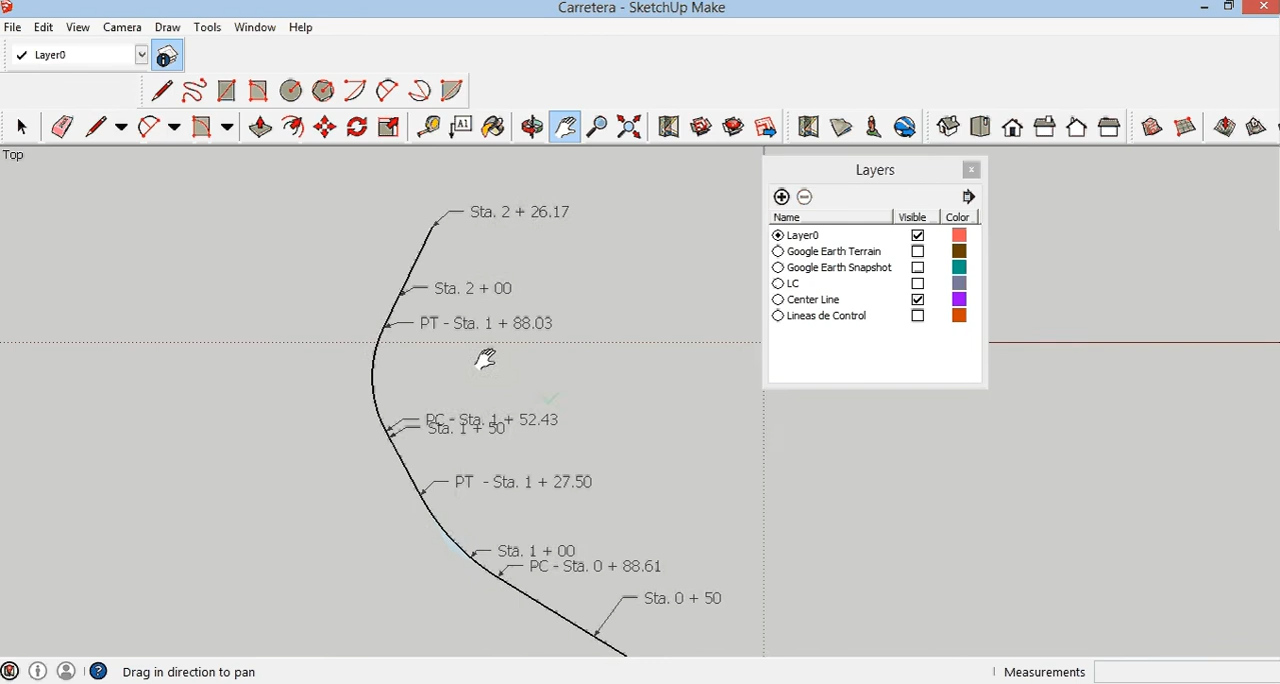 Carretera - SketchUp Make
File Edit View Camera Draw Tools Window Help
Layer0
A1
Top
Layers
Name Visible Color
Layer0
Google Earth Terrain
Google Earth Snapshot
LC
Center Line
Lineas de Control
Sta. 2 + 26.17
Sta. 2 + 00
PT - Sta. 1 + 88.03
PC - Sta. 1 + 52.43
Sta. 1 + 50
PT - Sta. 1 + 27.50
Sta. 1 + 00
PC - Sta. 0 + 88.61
Sta. 0 + 50
Drag in direction to pan
Measurements